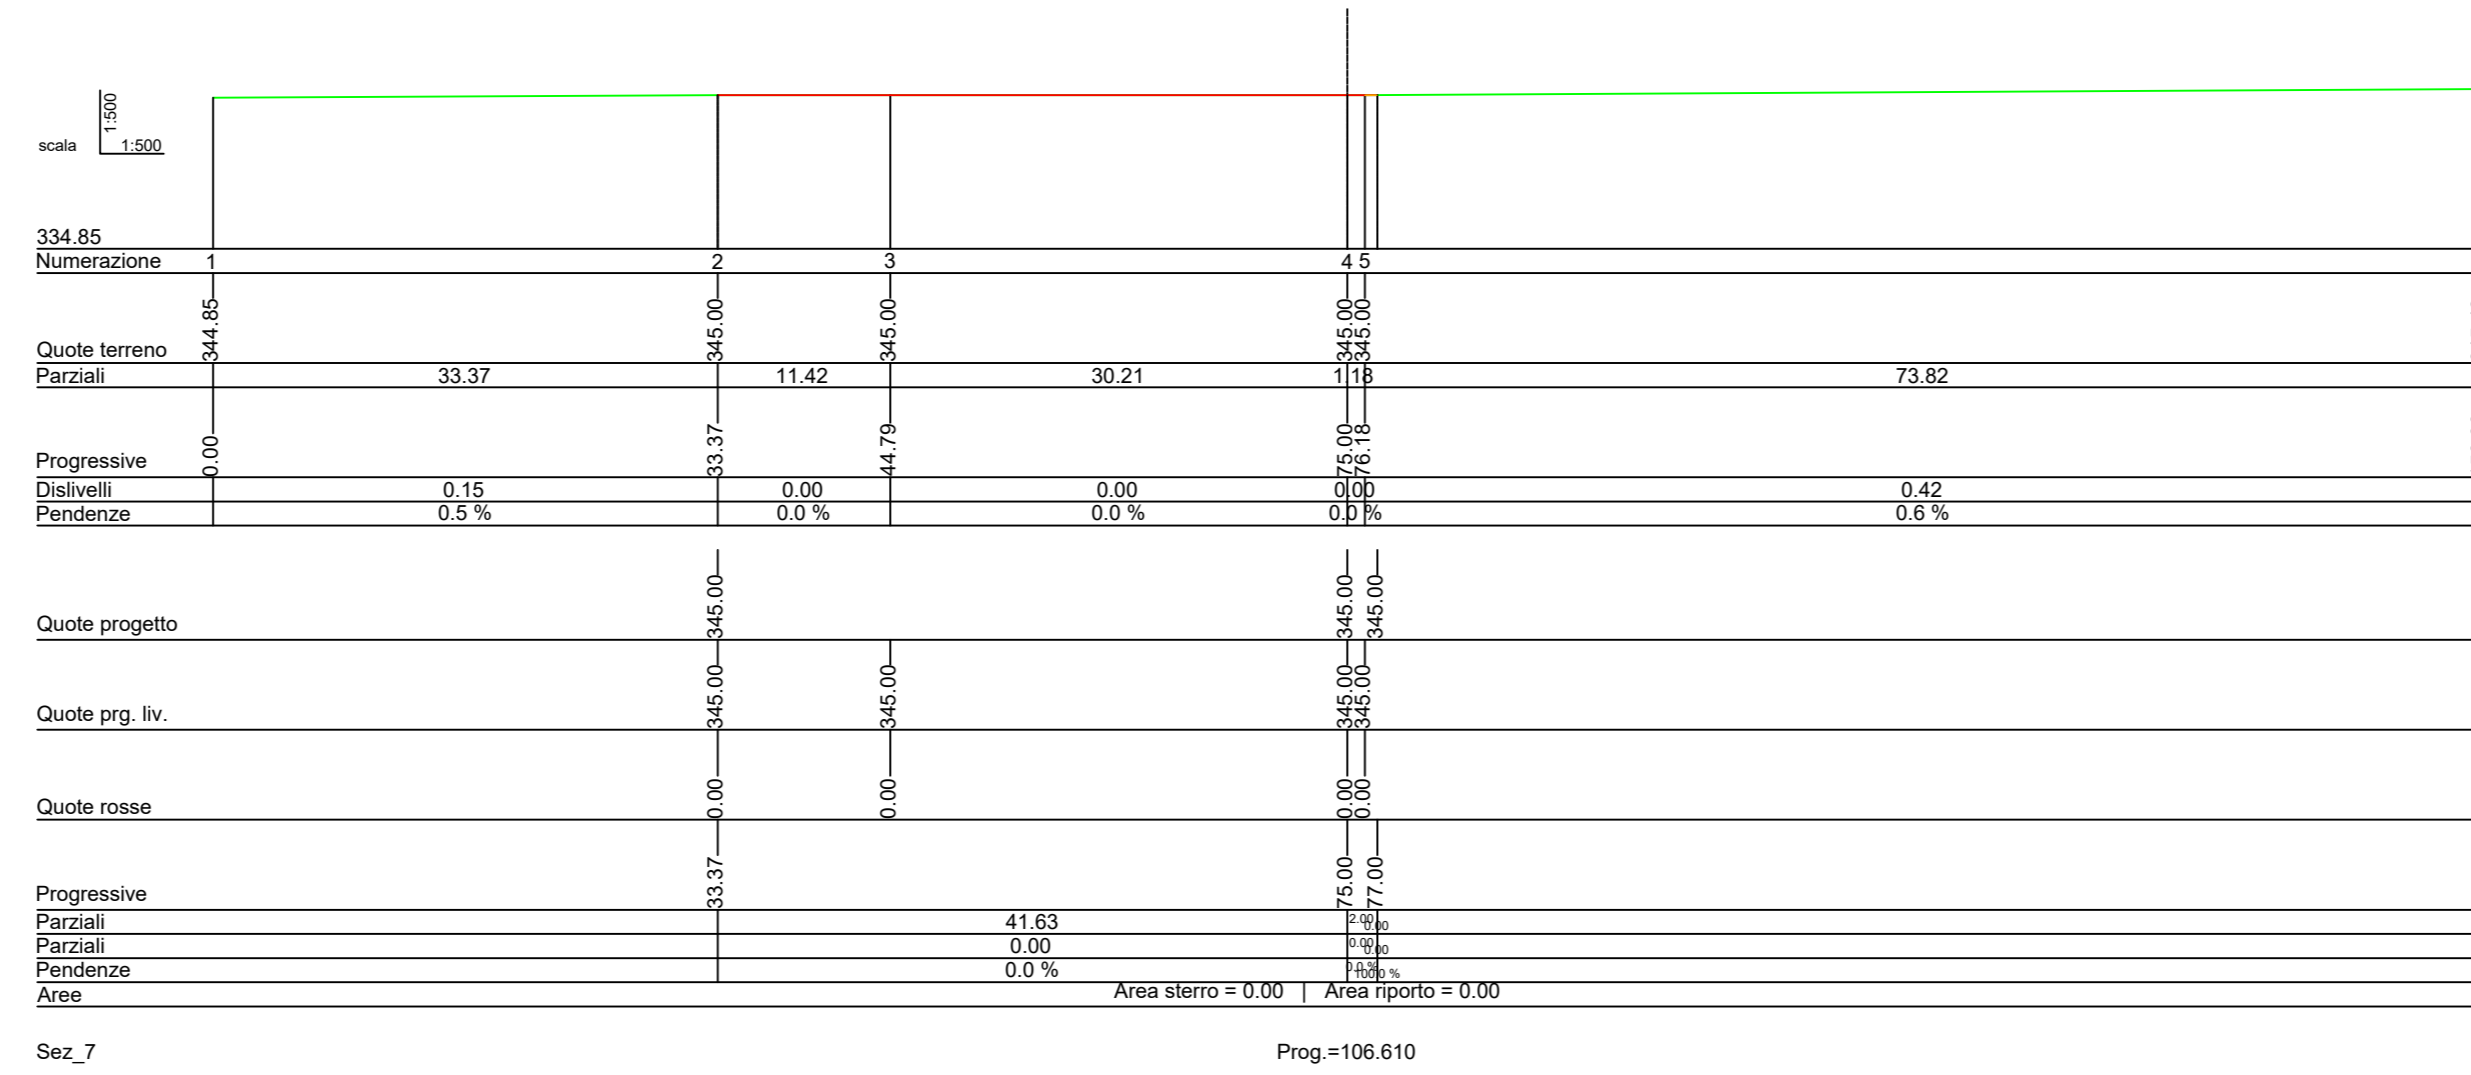 1:500
scala 1:500
334.85
Numerazione 1 2 3 4 5
Quote terreno 344.85 345.00 345.00 345.00 345.00
Parziali 33.37 11.42 30.21 1.18 73.82
Progressive 0.00 33.37 44.79 75.00 76.18
Dislivelli 0.15 0.00 0.00 0.00 0.42
Pendenze 0.5 % 0.0 % 0.0 % 0.0 % 0.6 %
Quote progetto 345.00 345.00 345.00
Quote prg. liv. 345.00 345.00 345.00 345.00
Quote rosse 0.00 0.00 0.00 0.00
Progressive 33.37 75.00 77.00
Parziali 41.63 2.00 0.00
Parziali 0.00 0.00 0.00
Pendenze 0.0 % 0.0 %
Aree Area sterro = 0.00 | Area riporto = 0.00
Sez_7 Prog.=106.610